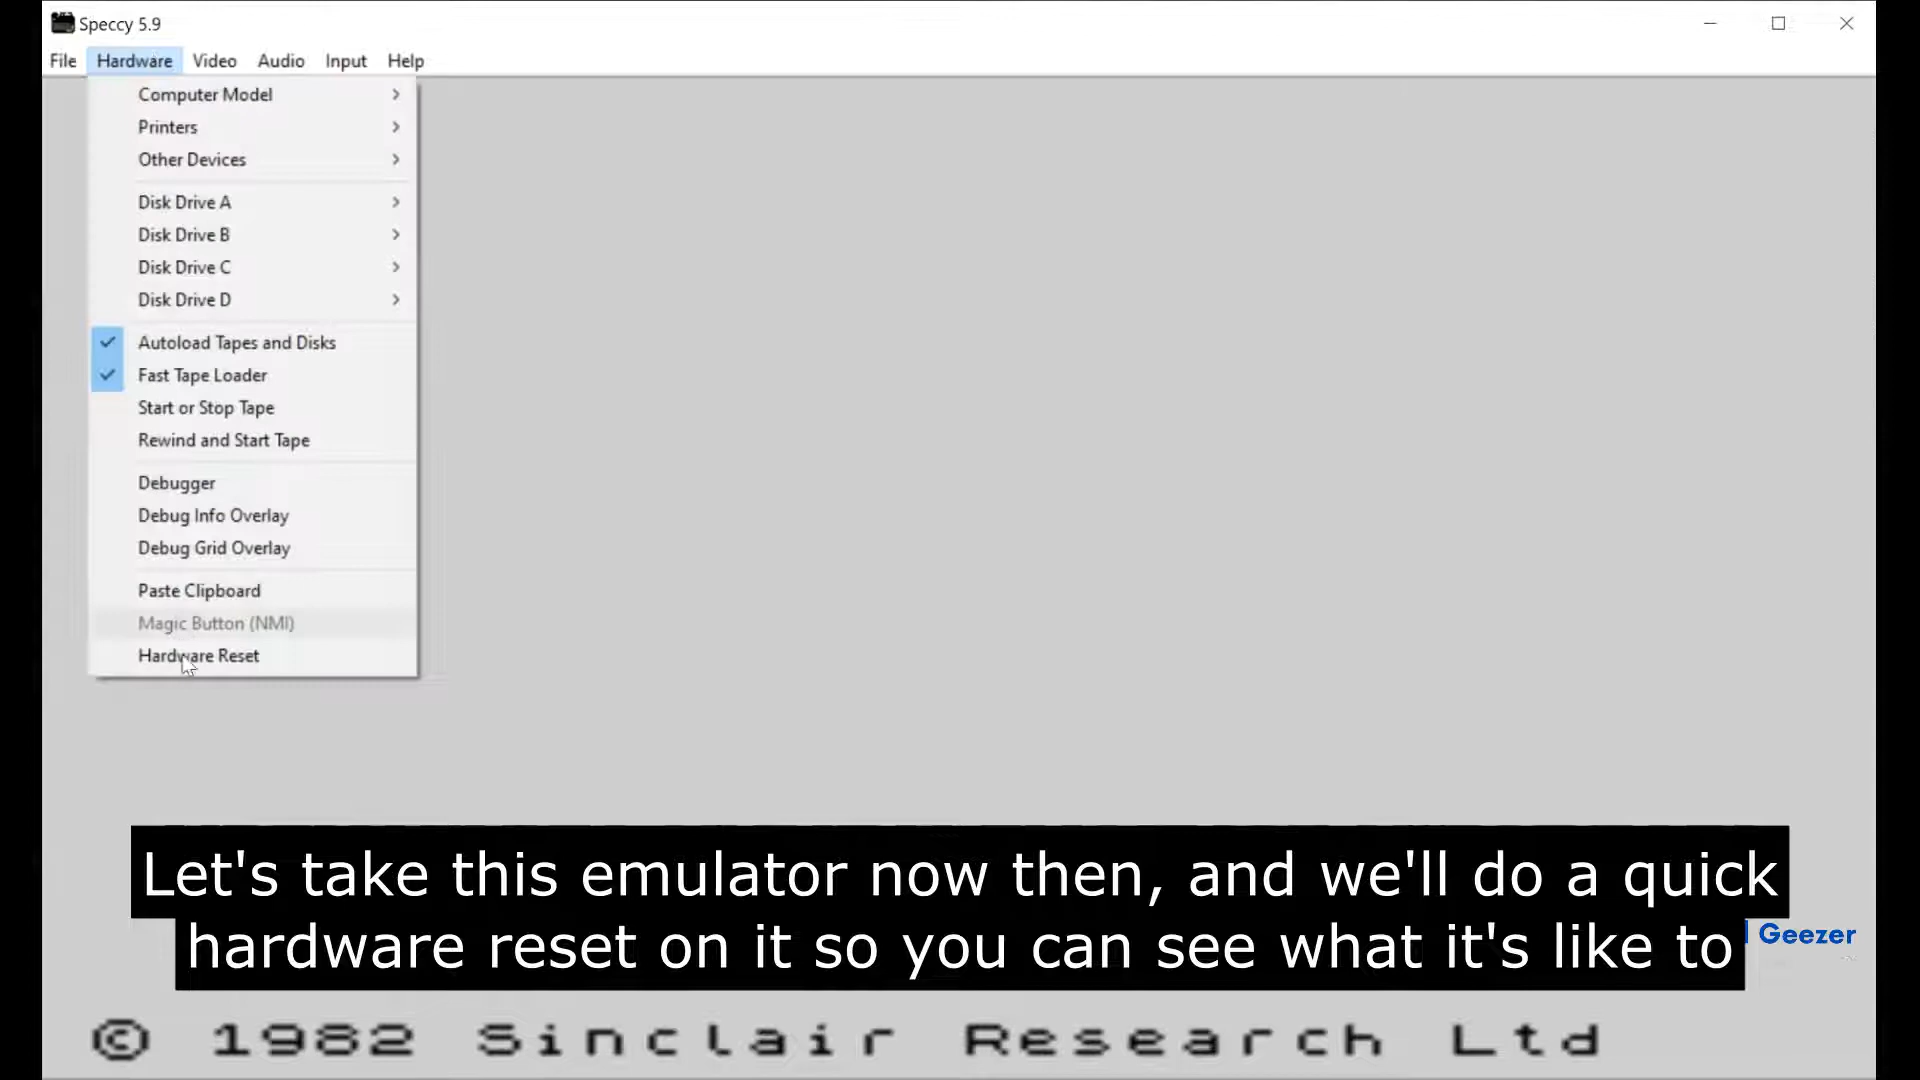 Speccy 5.9
File Hardware Video Audio Input Help
Computer Model
Printers
Other Devices
Disk Drive A
Disk Drive B
Disk Drive C
Disk Drive D
Autoload Tapes and Disks
Fast Tape Loader
Start or Stop Tape
Rewind and Start Tape
Debugger
Debug Info Overlay
Debug Grid Overlay
Paste Clipboard
Magic Button (NMI)
Hardware Reset
Let's take this emulator now then, and we'll do a quick
hardware reset on it so you can see what it's like to
Geezer
© 1982 Sinclair Research Ltd